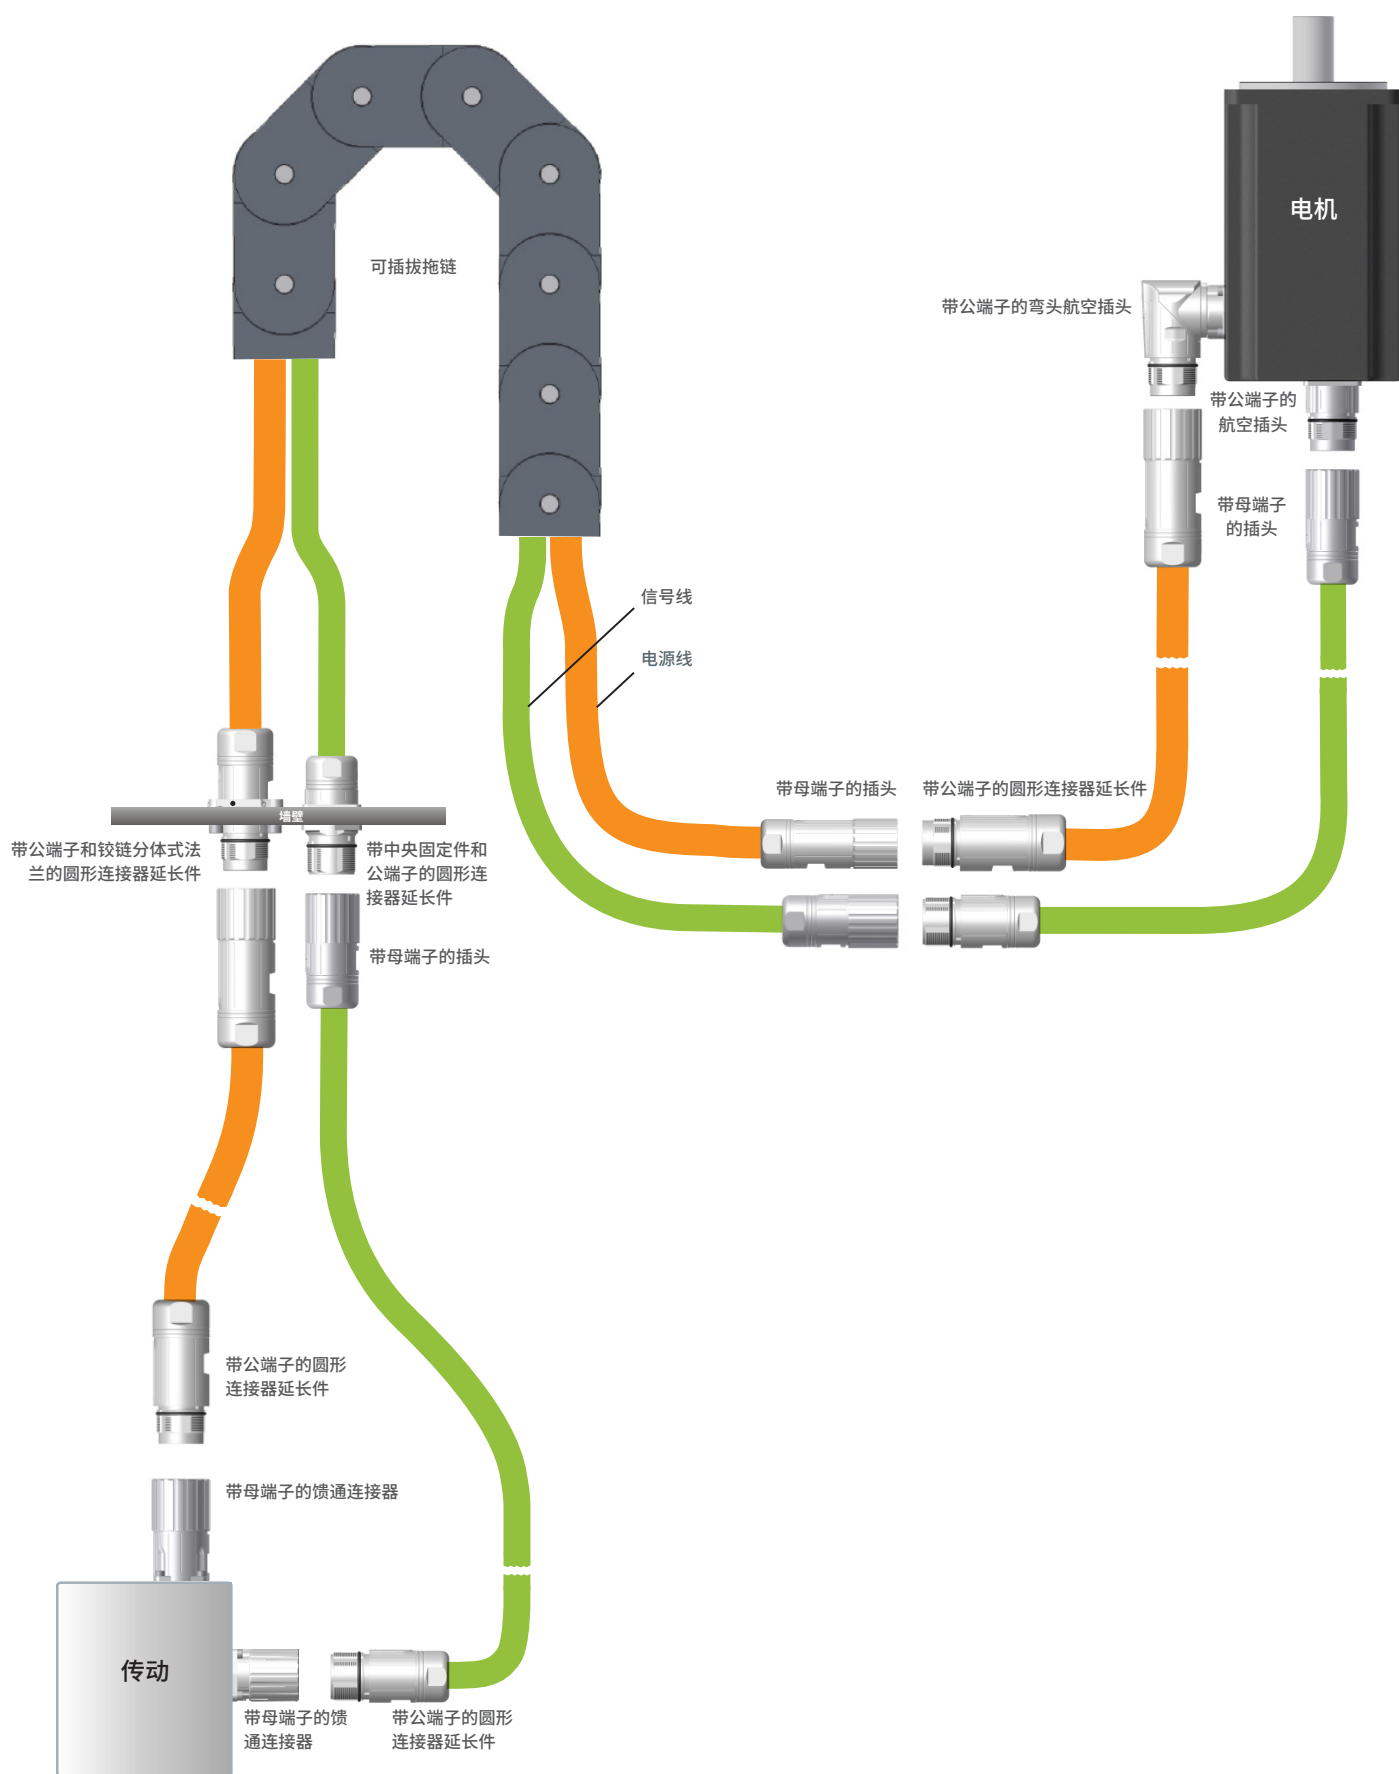 电机
可插拔拖链
带公端子的弯头航空插头
带公端子的
航空插头
带母端子
的插头
信号线
电源线
带母端子的插头
带公端子的圆形连接器延长件
墙壁
带公端子和铰链分体式法
兰的圆形连接器延长件
带中央固定件和
公端子的圆形连
接器延长件
带母端子的插头
带公端子的圆形
连接器延长件
带母端子的馈通连接器
传动
带母端子的馈
通连接器
带公端子的圆形
连接器延长件